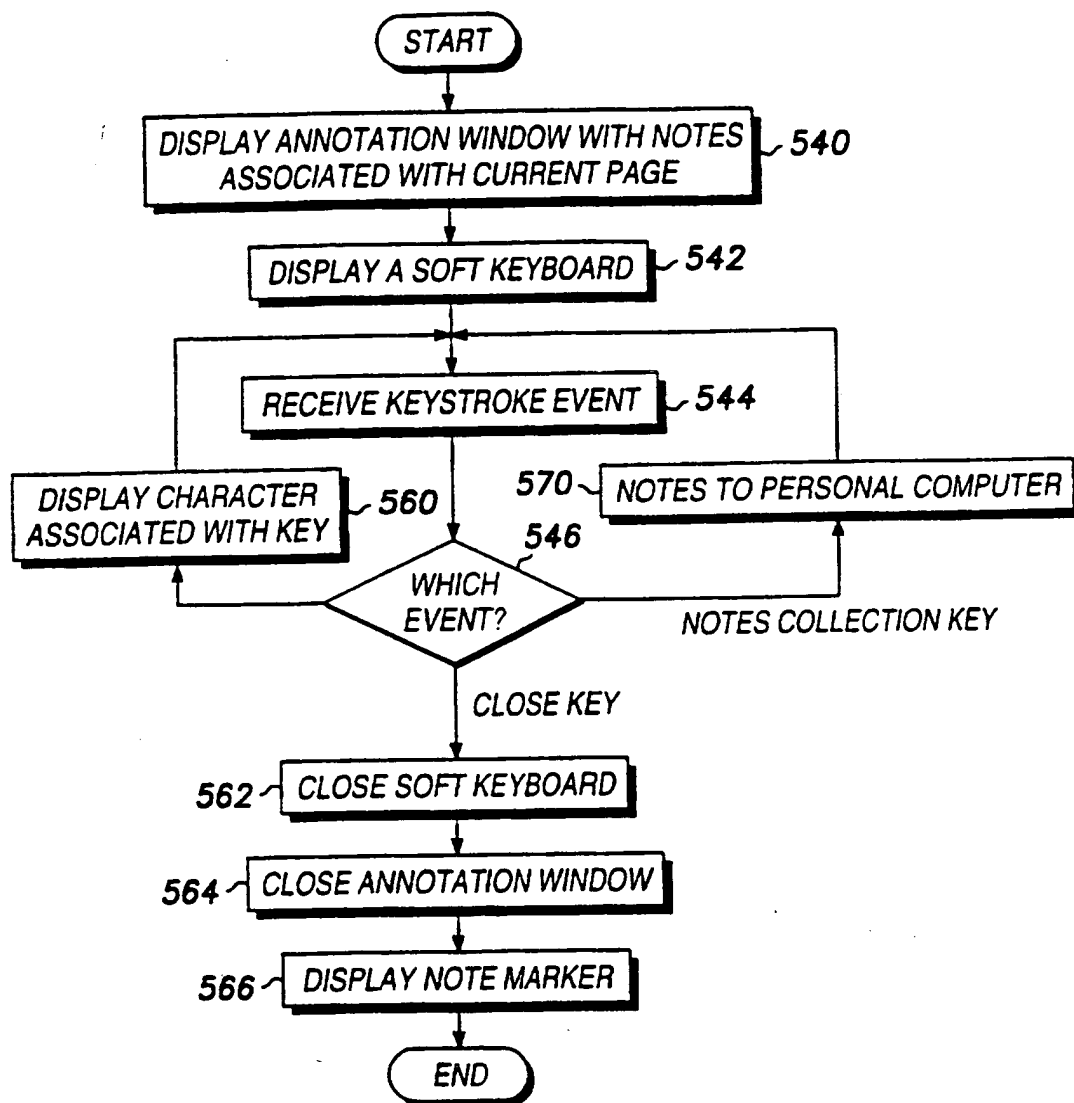 START
DISPLAY ANNOTATION WINDOW WITH NOTES
ASSOCIATED WITH CURRENT PAGE
540
DISPLAY A SOFT KEYBOARD
542
RECEIVE KEYSTROKE EVENT
544
DISPLAY CHARACTER
ASSOCIATED WITH KEY
560
570
NOTES TO PERSONAL COMPUTER
546
WHICH
EVENT?
NOTES COLLECTION KEY
CLOSE KEY
562
CLOSE SOFT KEYBOARD
564
CLOSE ANNOTATION WINDOW
566
DISPLAY NOTE MARKER
END